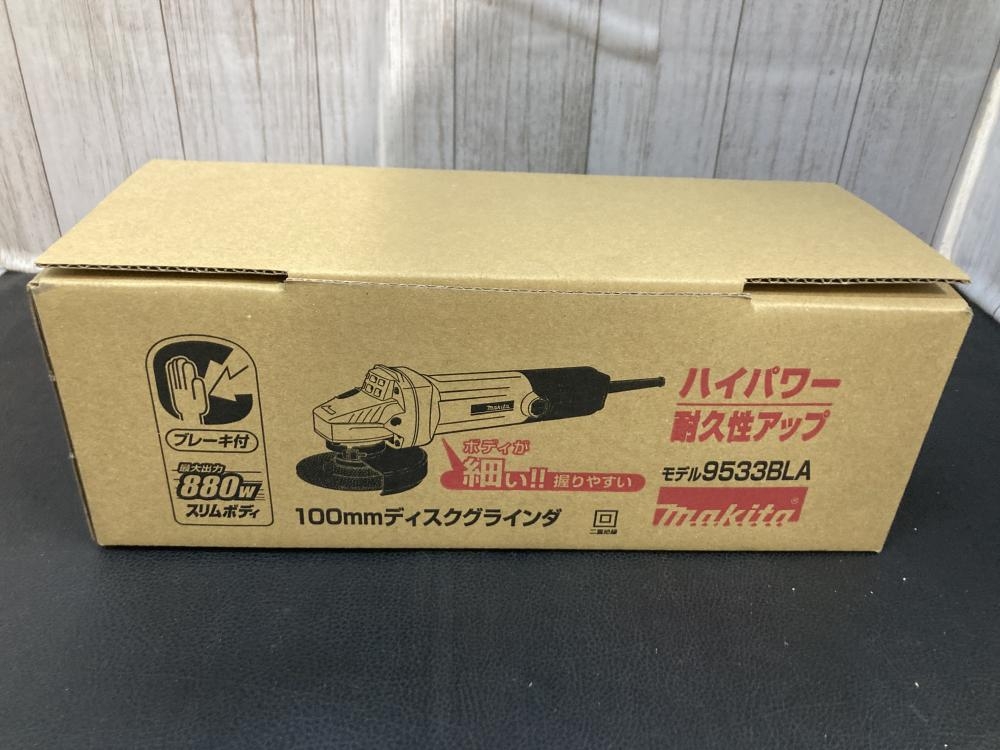 ブレーキ付
最大出力
880W
スリムボディ
makita
ボディが
細い!! 握りやすい
100mmディスクグラインダ
二重絶縁
ハイパワー
耐久性アップ
モデル9533BLA
makita®